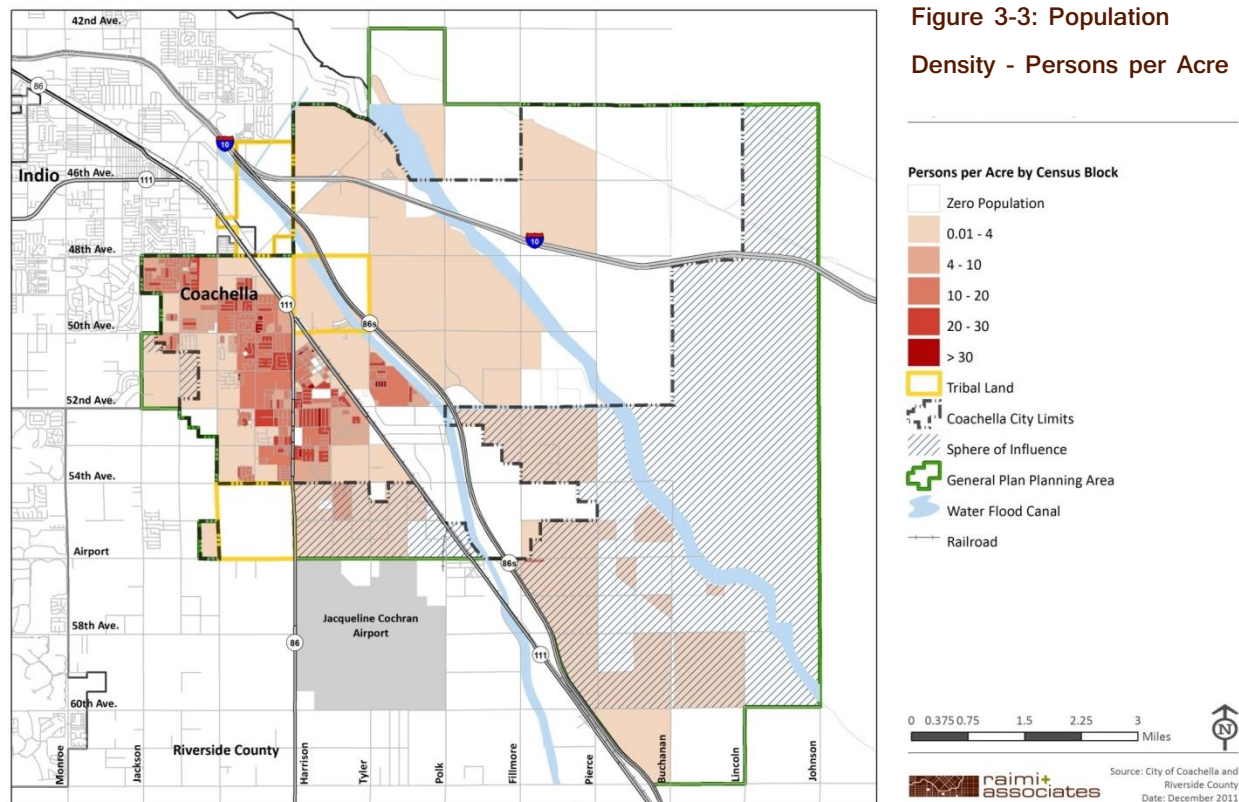 Figure 3-3: Population
Density - Persons per Acre
42nd Ave.
86
10
Indio
46th Ave.
111
10
48th Ave.
Coachella
111
50th Ave.
86s
52nd Ave.
54th Ave.
Airport
86s
Jacqueline Cochran
Airport
58th Ave.
86
111
60th Ave.
Riverside County
Monroe
Jackson
Harrison
Tyler
Polk
Fillmore
Pierce
Buchanan
Lincoln
Johnson
Persons per Acre by Census Block
Zero Population
0.01 - 4
4 - 10
10 - 20
20 - 30
> 30
Tribal Land
Coachella City Limits
Sphere of Influence
General Plan Planning Area
Water Flood Canal
Railroad
0 0.375 0.75 1.5 2.25 3
Miles
N
raimi+
associates
Source: City of Coachella and
Riverside County
Date: December 2011